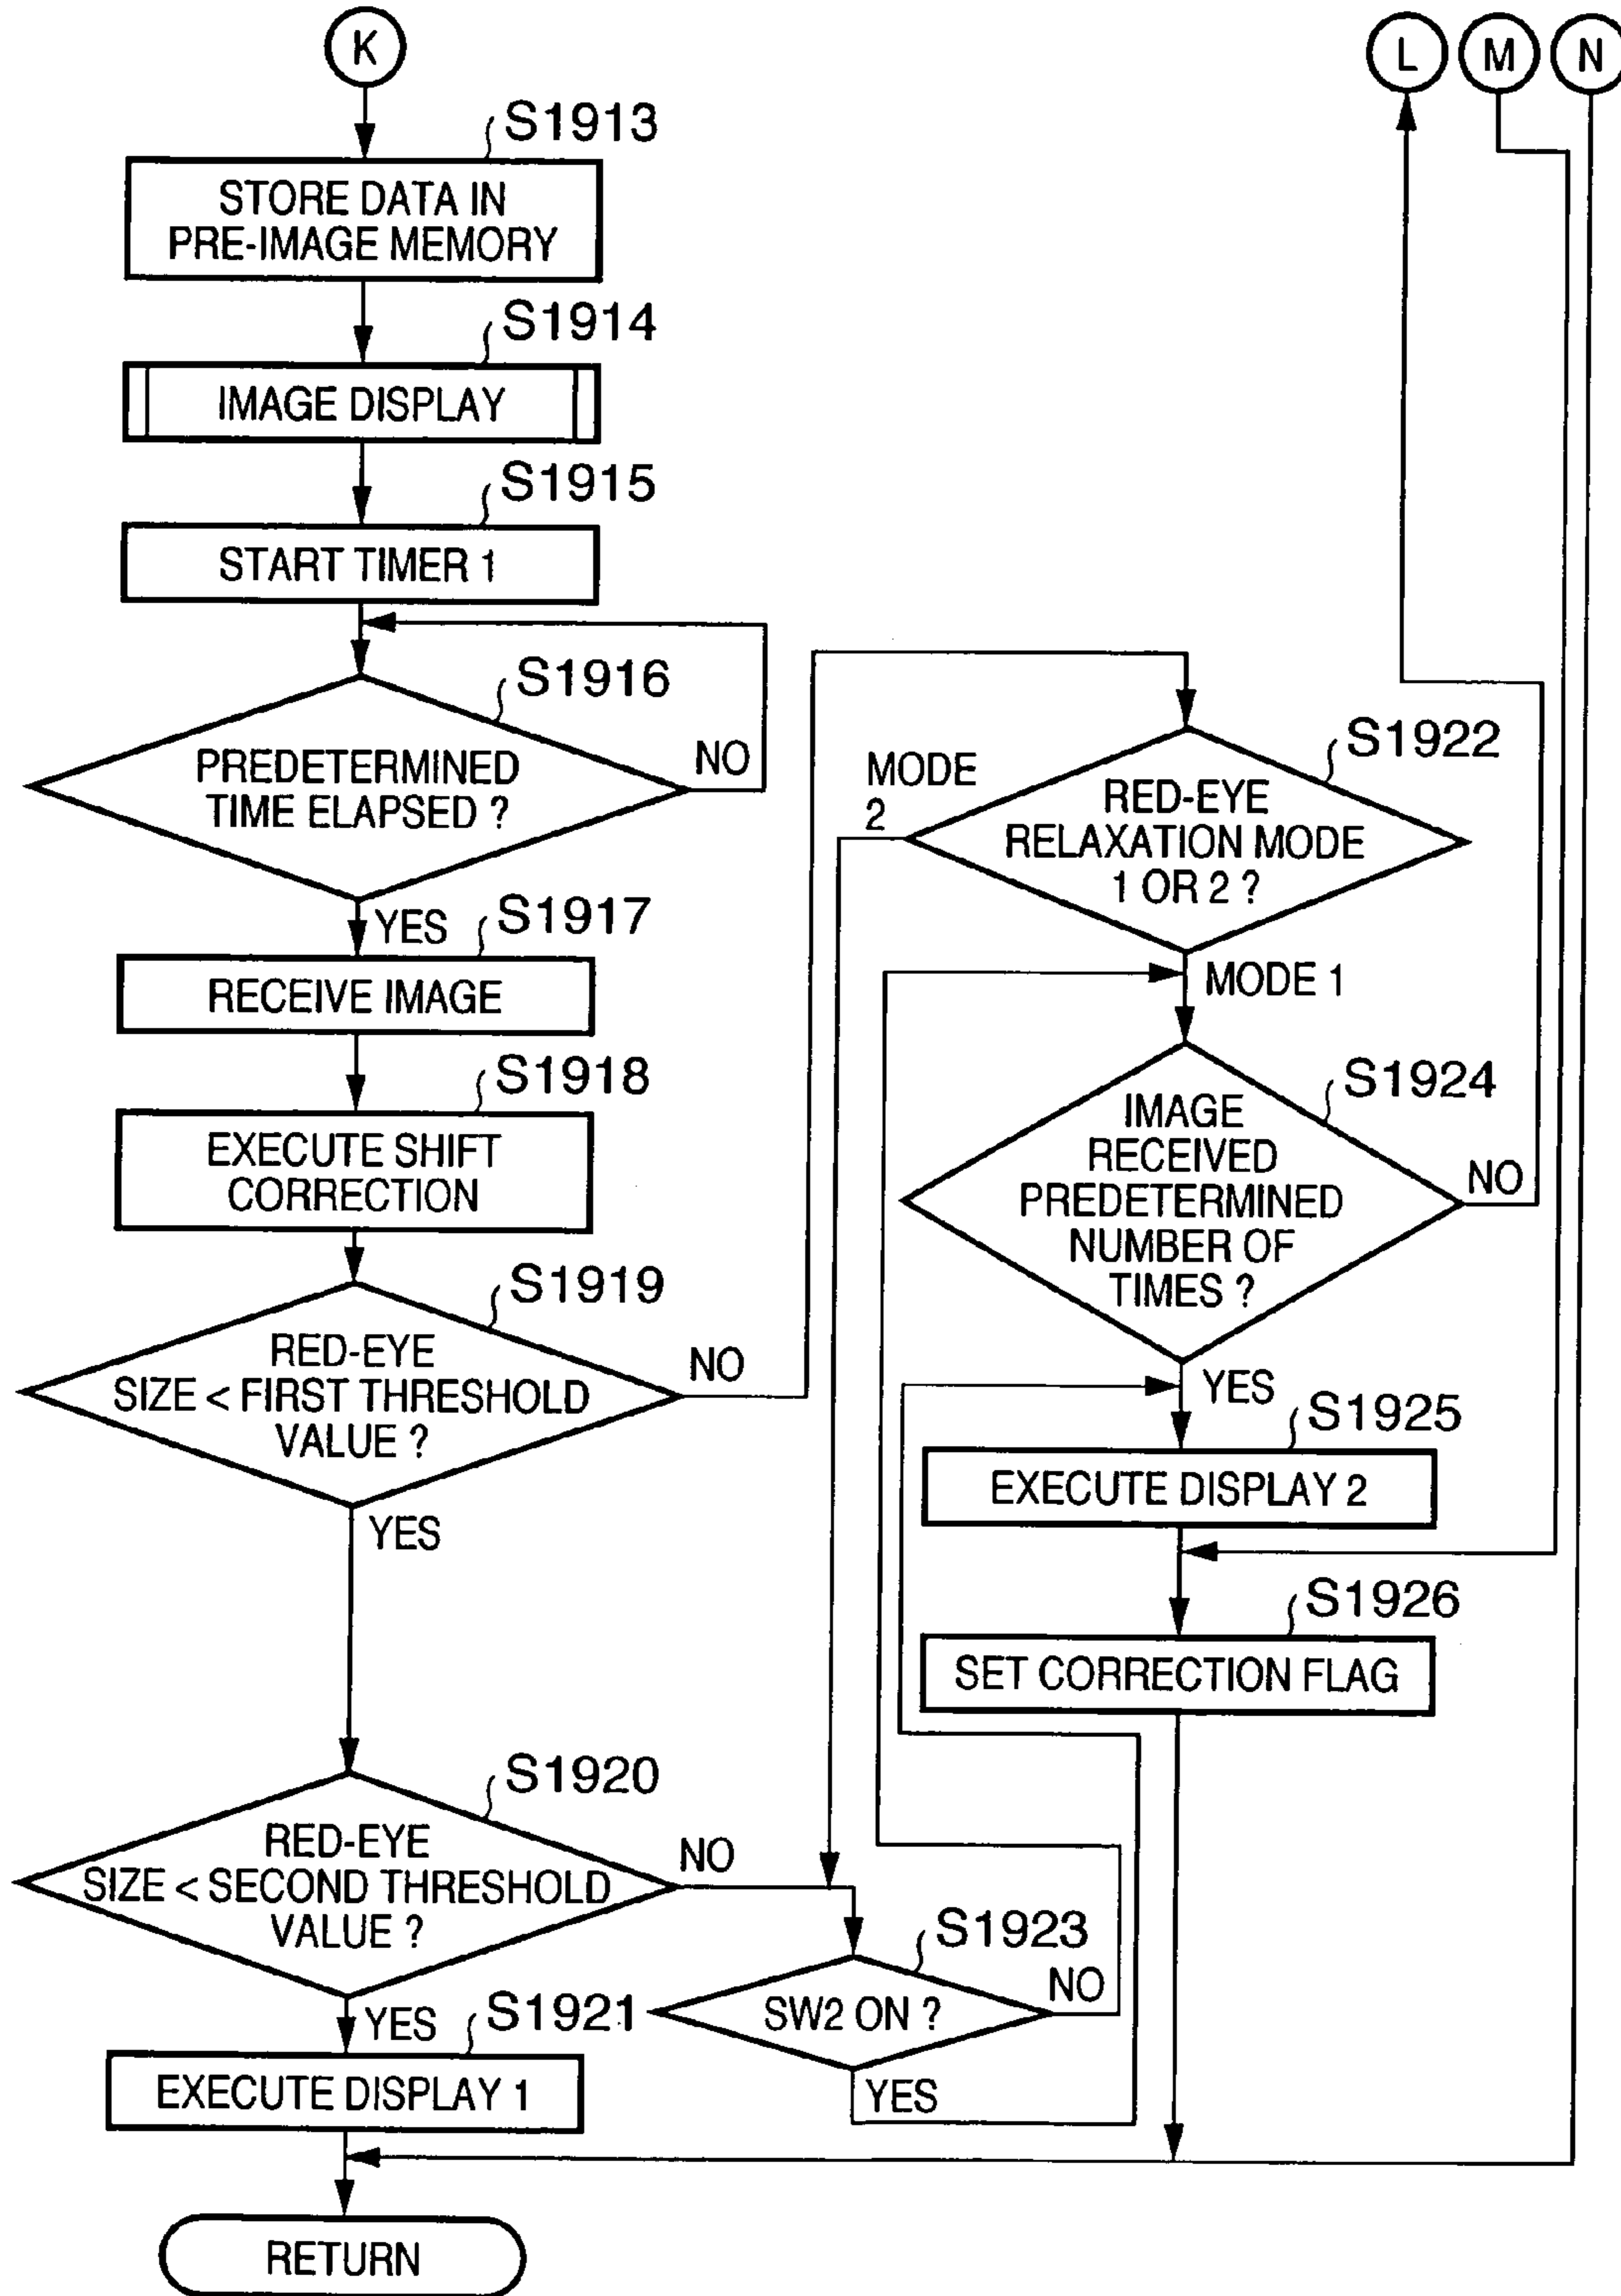 K
L M N
S1913
STORE DATA IN
PRE-IMAGE MEMORY
S1914
IMAGE DISPLAY
S1915
START TIMER 1
S1916
PREDETERMINED
TIME ELAPSED ?
NO
YES
S1917
RECEIVE IMAGE
S1918
EXECUTE SHIFT
CORRECTION
S1919
RED-EYE
SIZE < FIRST THRESHOLD
VALUE ?
NO
YES
S1920
RED-EYE
SIZE < SECOND THRESHOLD
VALUE ?
NO
YES
S1921
EXECUTE DISPLAY 1
RETURN
S1922
MODE
2
RED-EYE
RELAXATION MODE
1 OR 2 ?
MODE 1
S1923
SW2 ON ?
NO
YES
S1924
IMAGE
RECEIVED
PREDETERMINED
NUMBER OF
TIMES ?
NO
YES
S1925
EXECUTE DISPLAY 2
S1926
SET CORRECTION FLAG